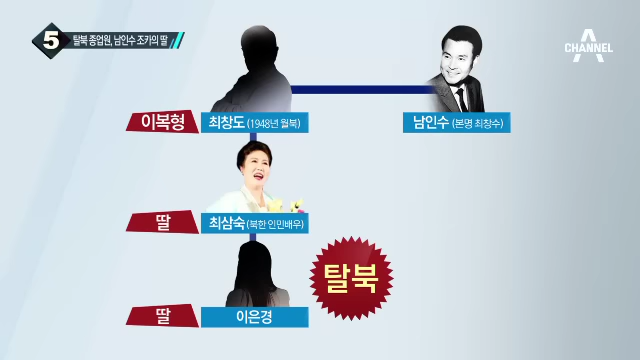 5 탈북 종업원, 남인수 조카의 딸
CHANNEL A
이복형 최창도 (1948년 월북) 남인수 (본명 최창수)
딸 최삼숙 (북한 인민배우)
탈북
딸 이은경